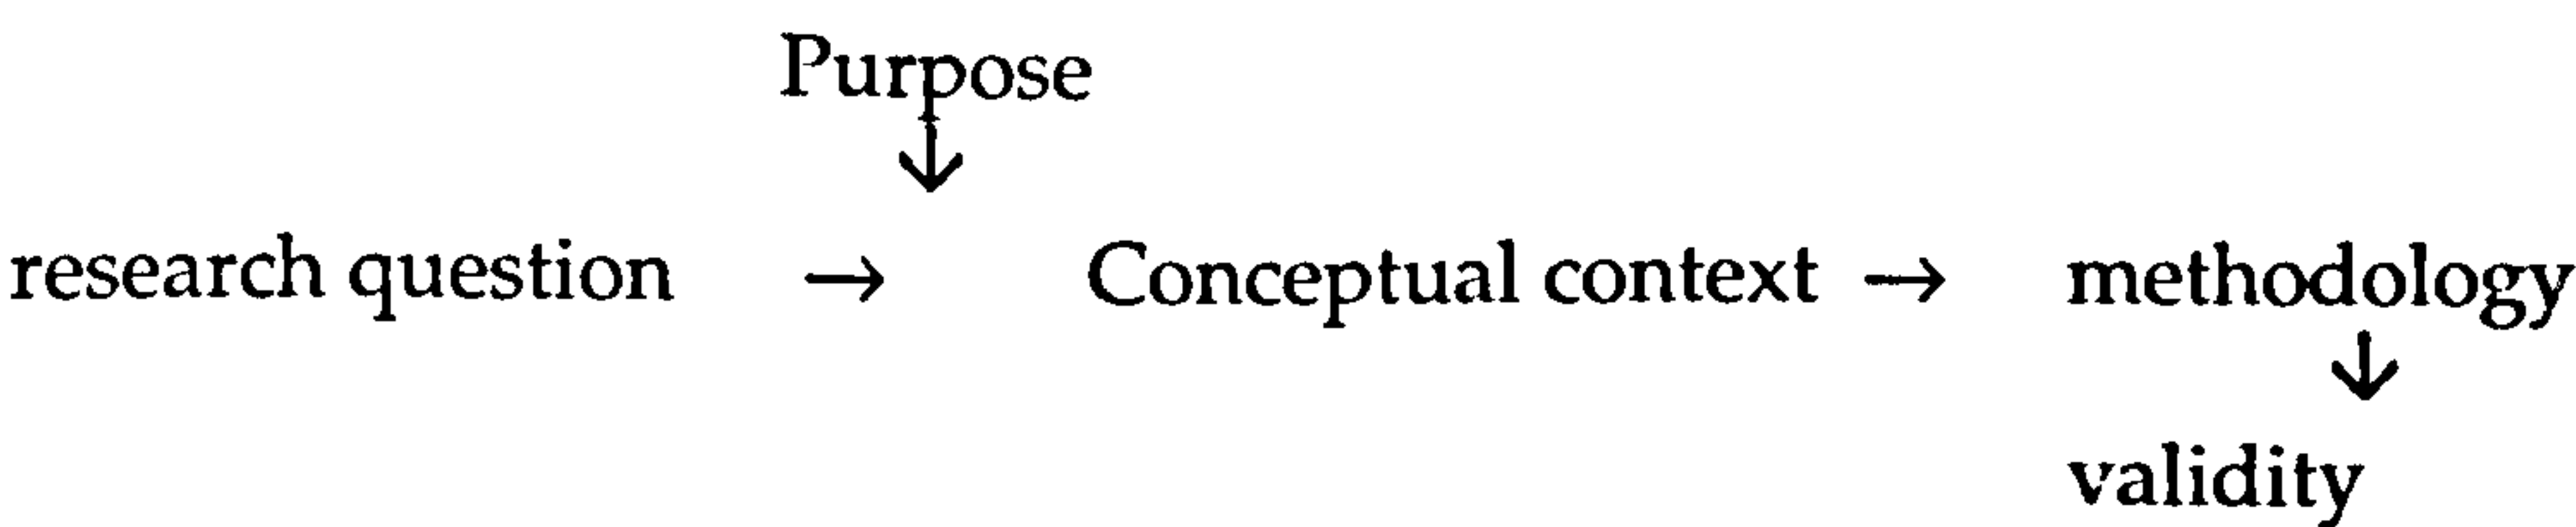 Purpose
↓
research question → Conceptual context → methodology
↓
validity